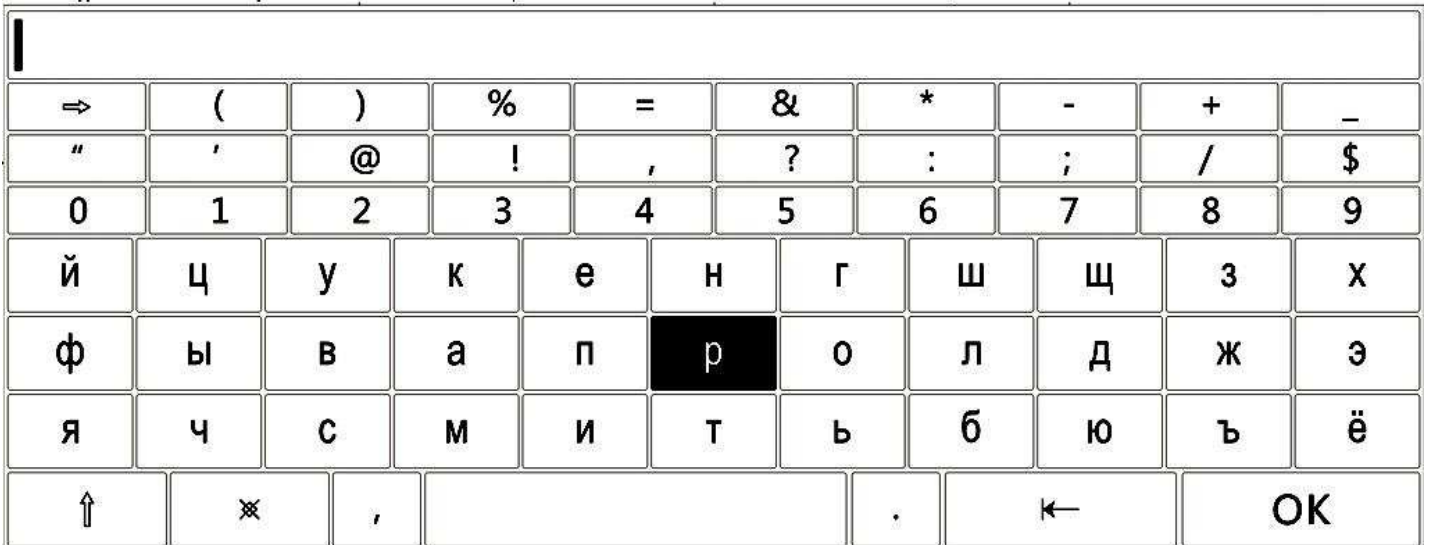 ⇨ ( ) % = & * - + _
" ' @ ! , ? : ; / $
0 1 2 3 4 5 6 7 8 9
й ц у к е н г ш щ з х
ф ы в а п р о л д ж э
я ч с м и т ь б ю ъ ё
⇧ ※ , . ⇤ OK